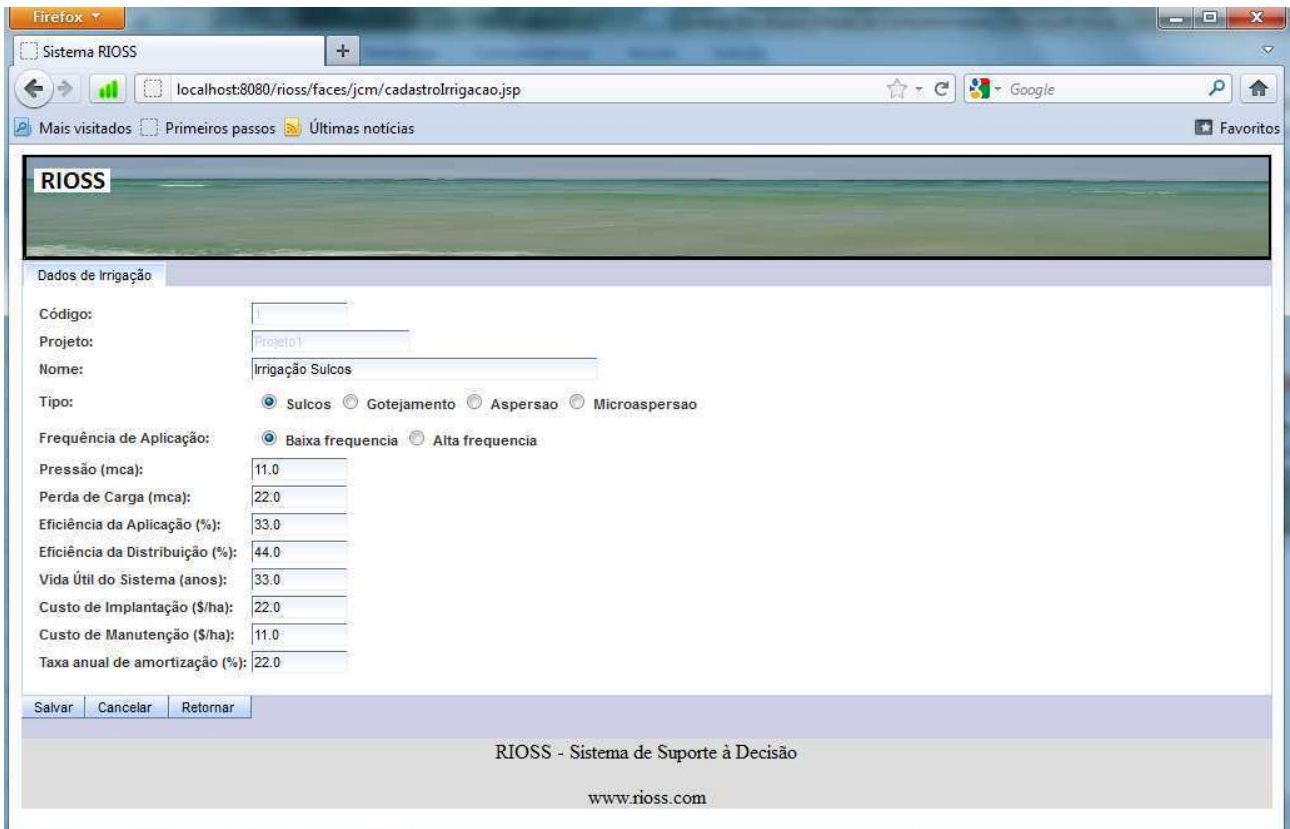 Firefox
Sistema RIOSS
localhost:8080/rioss/faces/jcm/cadastroIrrigacao.jsp
Google
Mais visitados Primeiros passos Últimas notícias Favoritos
RIOSS
Dados de Irrigação
Código: 1
Projeto: Projeto1
Nome: Irrigação Sulcos
Tipo: Sulcos Gotejamento Aspersao Microaspersao
Frequência de Aplicação: Baixa frequencia Alta frequencia
Pressão (mca): 11.0
Perda de Carga (mca): 22.0
Eficiência da Aplicação (%): 33.0
Eficiência da Distribuição (%): 44.0
Vida Útil do Sistema (anos): 33.0
Custo de Implantação ($/ha): 22.0
Custo de Manutenção ($/ha): 11.0
Taxa anual de amortização (%): 22.0
Salvar Cancelar Retornar
RIOSS - Sistema de Suporte à Decisão
www.rioss.com